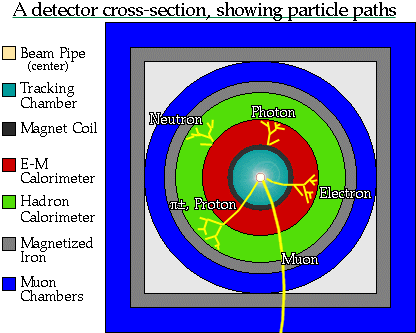 A detector cross-section, showing particle paths
Beam Pipe
(center)
Tracking
Chamber
Magnet Coil
E-M
Calorimeter
Hadron
Calorimeter
Magnetized
Iron
Muon
Chambers
Neutron
Photon
Electron
π±, Proton
Muon